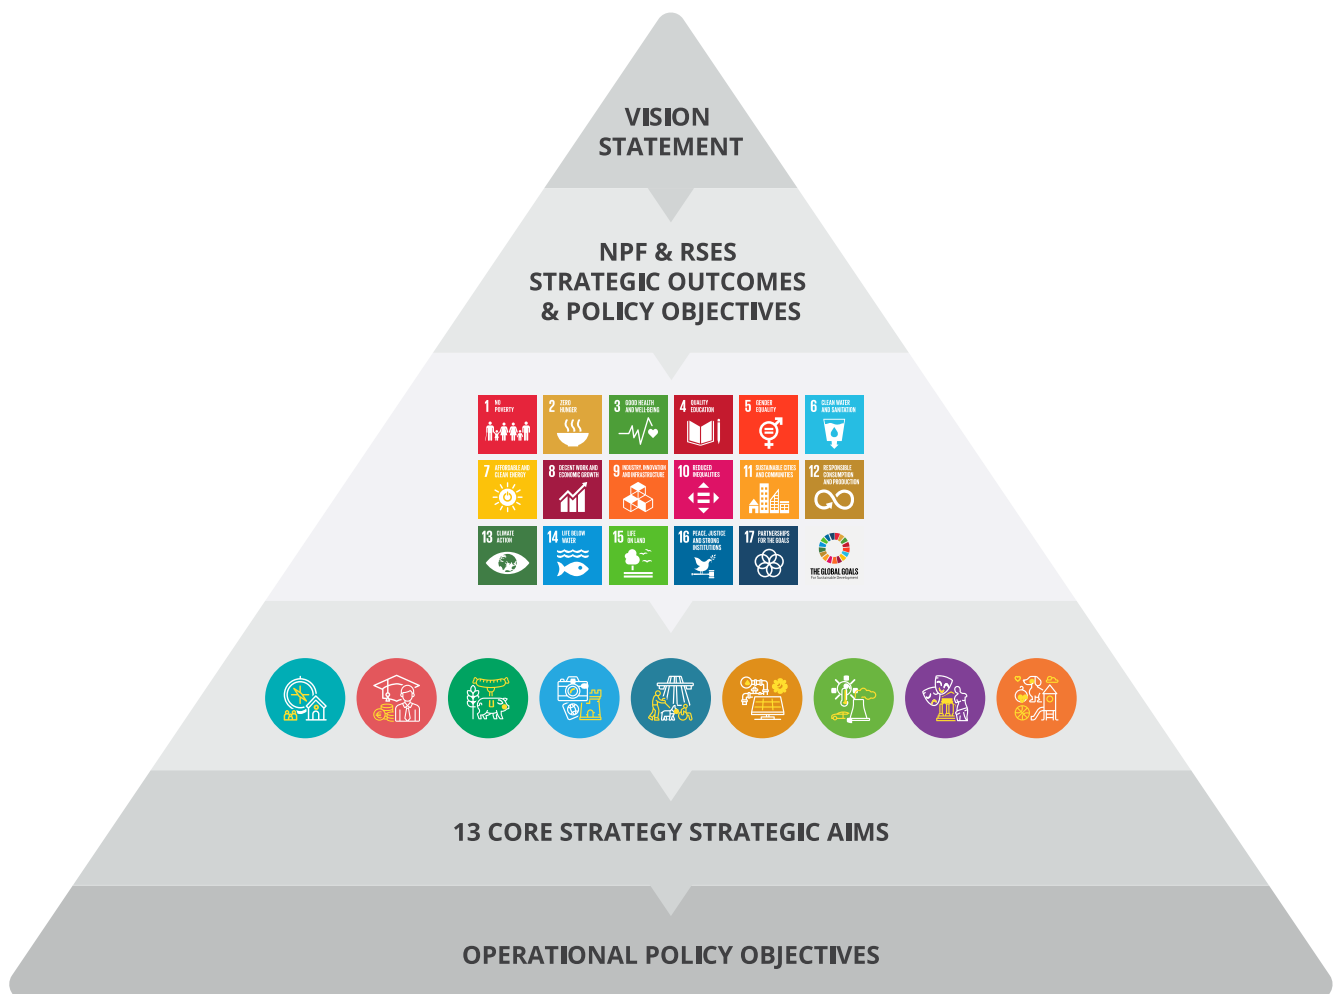 VISION
STATEMENT
NPF & RSES
STRATEGIC OUTCOMES
& POLICY OBJECTIVES
1 NO
POVERTY
2 ZERO
HUNGER
3 GOOD HEALTH
AND WELL-BEING
4 QUALITY
EDUCATION
5 GENDER
EQUALITY
6 CLEAN WATER
AND SANITATION
7 AFFORDABLE AND
CLEAN ENERGY
8 DECENT WORK AND
ECONOMIC GROWTH
9 INDUSTRY, INNOVATION
AND INFRASTRUCTURE
10 REDUCED
INEQUALITIES
11 SUSTAINABLE CITIES
AND COMMUNITIES
12 RESPONSIBLE
CONSUMPTION
AND PRODUCTION
13 CLIMATE
ACTION
14 LIFE BELOW
WATER
15 LIFE
ON LAND
16 PEACE, JUSTICE
AND STRONG
INSTITUTIONS
17 PARTNERSHIPS
FOR THE GOALS
THE GLOBAL GOALS
For Sustainable Development
13 CORE STRATEGY STRATEGIC AIMS
OPERATIONAL POLICY OBJECTIVES